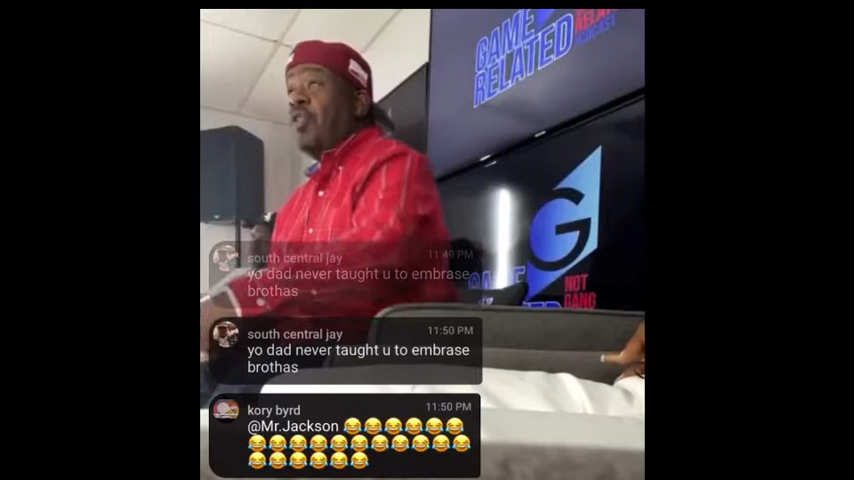 GAME
RELATED
PODCAST
G
NOT
GANG
south central jay 11:49 PM
yo dad never taught u to embrase
brothas
south central jay 11:50 PM
yo dad never taught u to embrase
brothas
kory byrd 11:50 PM
@Mr.Jackson 😂😂😂😂😂😂
😂😂😂😂😂😂😂😂😂😂😂
😂😂😂😂😂😂